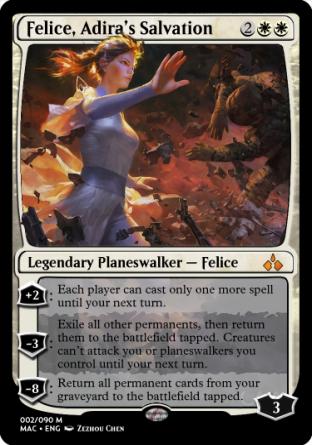 Felice, Adira's Salvation 2
Legendary Planeswalker — Felice
+2: Each player can cast only one more spell
until your next turn.
Exile all other permanents, then return
-3: them to the battlefield tapped. Creatures
can't attack you or planeswalkers you
control until your next turn.
-8: Return all permanent cards from your
graveyard to the battlefield tapped.
3
002/090 M
MAC • ENG Zezhou Chen